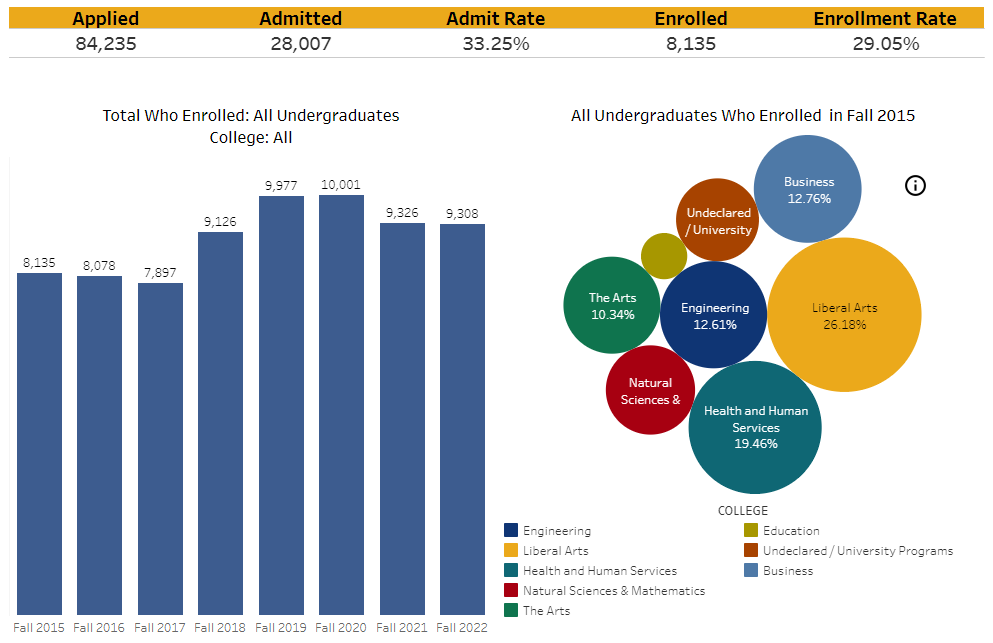 Applied Admitted Admit Rate Enrolled Enrollment Rate
84,235 28,007 33.25% 8,135 29.05%
Total Who Enrolled: All Undergraduates
College: All
8,135 8,078 7,897 9,126 9,977 10,001 9,326 9,308
Fall 2015 Fall 2016 Fall 2017 Fall 2018 Fall 2019 Fall 2020 Fall 2021 Fall 2022
All Undergraduates Who Enrolled in Fall 2015
i
Business
12.76%
Undeclared
/ University
The Arts
10.34%
Engineering
12.61%
Liberal Arts
26.18%
Natural
Sciences &
Health and Human
Services
19.46%
COLLEGE
Engineering
Liberal Arts
Health and Human Services
Natural Sciences & Mathematics
The Arts
Education
Undeclared / University Programs
Business